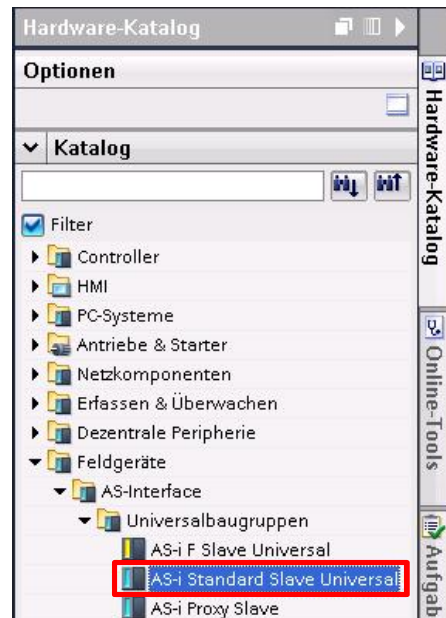 Hardware-Katalog
Optionen
Katalog
Filter
Controller
HMI
PC-Systeme
Antriebe & Starter
Netzkomponenten
Erfassen & Überwachen
Dezentrale Peripherie
Feldgeräte
AS-Interface
Universalbaugruppen
AS-i F Slave Universal
AS-i Standard Slave Universal
AS-i Proxy Slave
Hardware-Katalog
Online-Tools
Aufgab